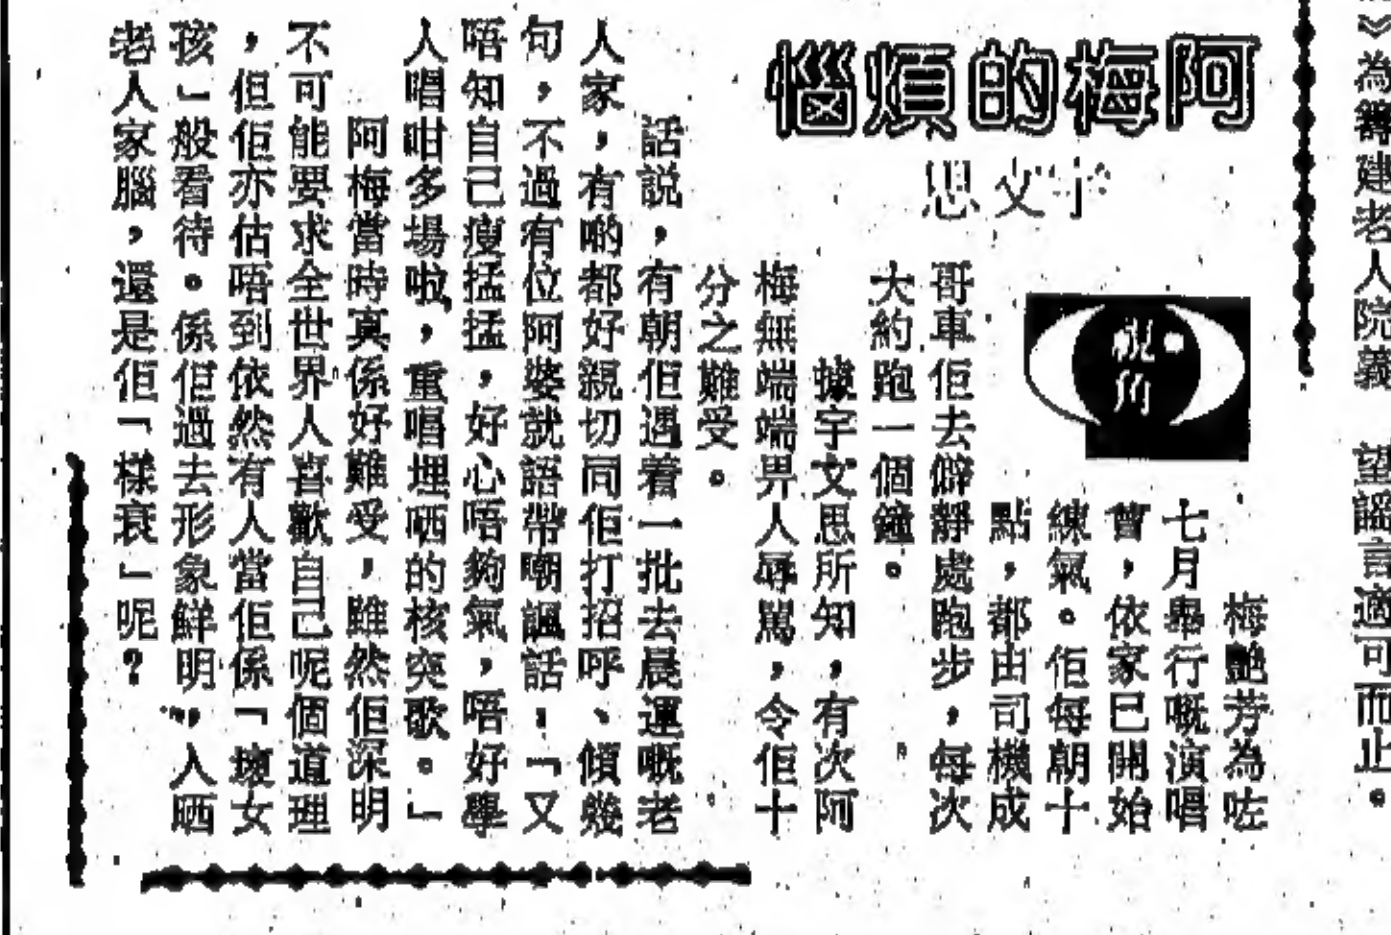 》為籌建老人院義
望謠言適可而止。
阿梅的煩惱
宇文思
視角
梅艷芳為咗
七月舉行嘅演唱
會,依家已開始
練氣。佢每朝十
點,都由司機成
哥車佢去僻靜處跑步,每次
大約跑一個鐘。
據宇文思所知,有次阿
梅無端端畀人辱罵,令佢十
分之難受。
話説,有朝佢遇着一批去晨運嘅老
人家,有啲都好親切同佢打招呼、傾幾
句,不過有位阿婆就語帶嘲諷話:「又
唔知自己瘦猛猛,好心唔夠氣,唔好學
人唱咁多場啦,重唱埋晒的核突歌。」
阿梅當時真係好難受,雖然佢深明
不可能要求全世界人喜歡自己呢個道理
,但佢亦估唔到依然有人當佢係「壞女
孩」般看待。係佢過去形象鮮明,入晒
老人家腦,還是佢「樣衰」呢?